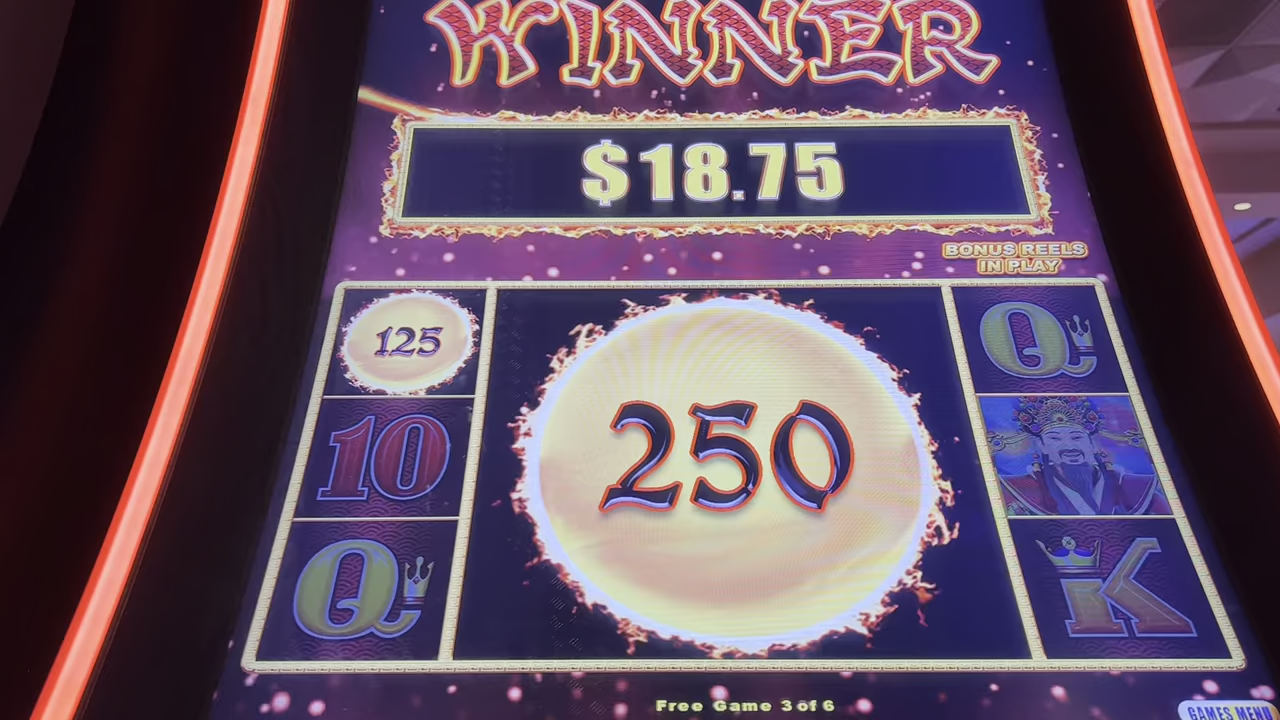 WINNER
$18.75
BONUS REELS
IN PLAY
125
250
Q
10
Q
K
Free Game 3 of 6
GAMES MENU